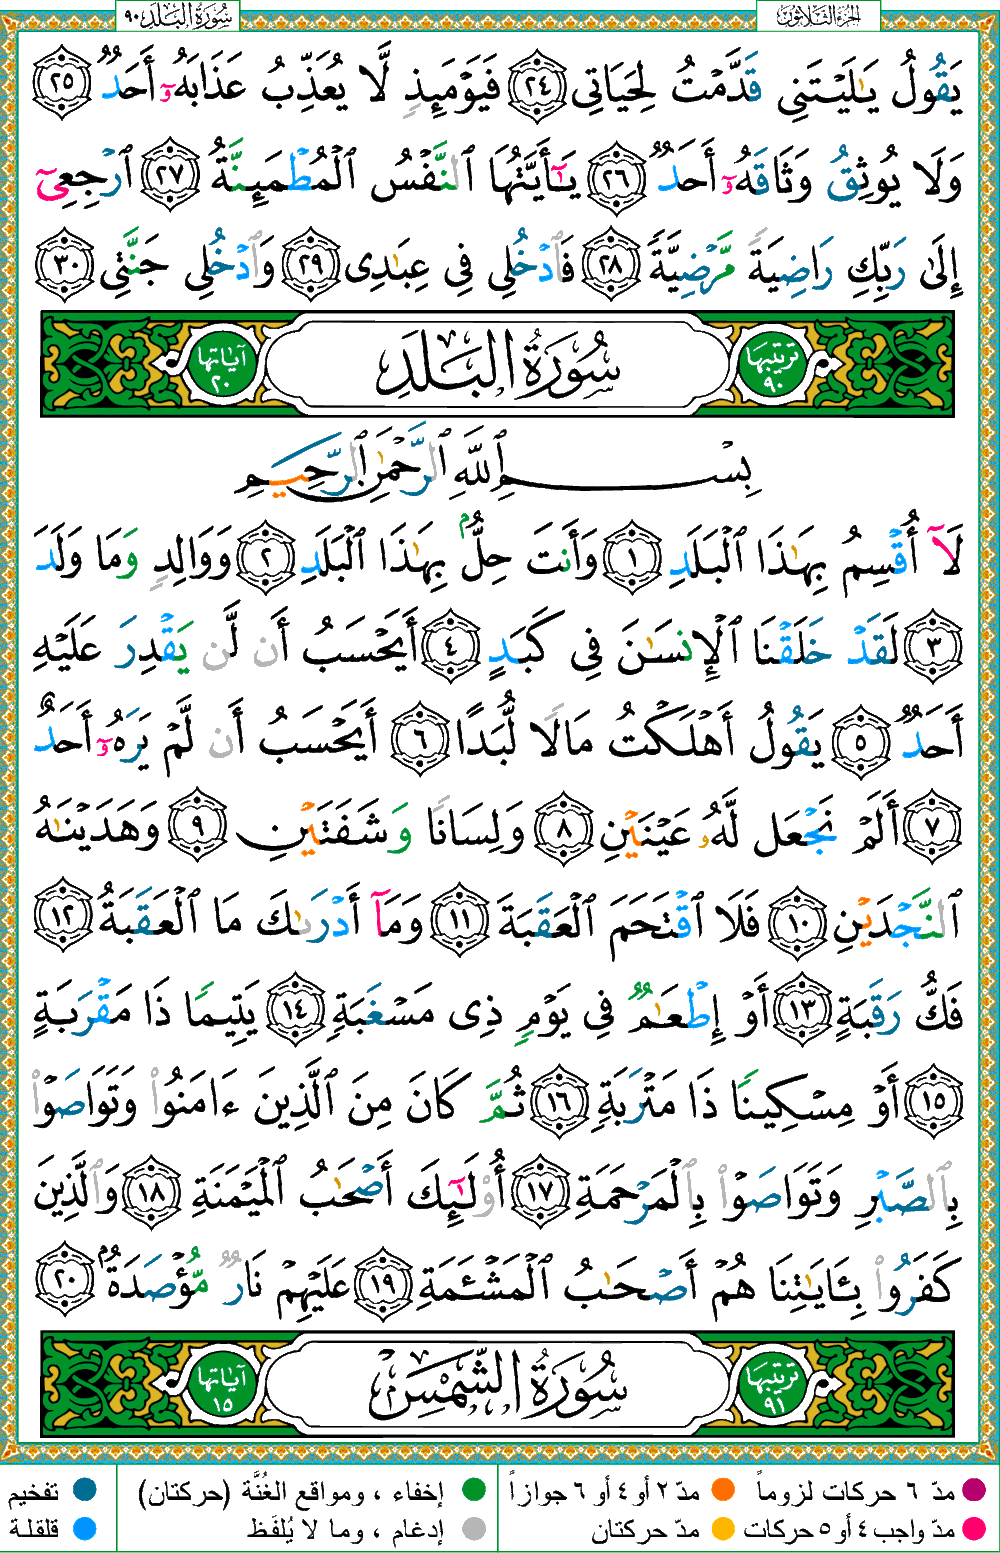 الجزء الثلاثون
سورة البلد ٩٠
يَقُولُ يَٰلَيْتَنِى قَدَّمْتُ لِحَيَاتِى ٢٤ فَيَوْمَئِذٍ لَّا يُعَذِّبُ عَذَابَهُۥٓ أَحَدٌ ٢٥
وَلَا يُوثِقُ وَثَاقَهُۥٓ أَحَدٌ ٢٦ يَٰٓأَيَّتُهَا ٱلنَّفْسُ ٱلْمُطْمَئِنَّةُ ٢٧ ٱرْجِعِىٓ
إِلَىٰ رَبِّكِ رَاضِيَةً مَّرْضِيَّةً ٢٨ فَٱدْخُلِى فِى عِبَٰدِى ٢٩ وَٱدْخُلِى جَنَّتِى ٣٠
ترتيبها ٩٠ سُورَةُ الْبَلَدِ آياتها ٢٠
بِسْمِ ٱللَّهِ ٱلرَّحْمَٰنِ ٱلرَّحِيمِ
لَآ أُقْسِمُ بِهَٰذَا ٱلْبَلَدِ ١ وَأَنتَ حِلٌّۢ بِهَٰذَا ٱلْبَلَدِ ٢ وَوَالِدٍ وَمَا وَلَدَ
٣ لَقَدْ خَلَقْنَا ٱلْإِنسَٰنَ فِى كَبَدٍ ٤ أَيَحْسَبُ أَن لَّن يَقْدِرَ عَلَيْهِ
أَحَدٌ ٥ يَقُولُ أَهْلَكْتُ مَالًا لُّبَدًا ٦ أَيَحْسَبُ أَن لَّمْ يَرَهُۥٓ أَحَدٌ
٧ أَلَمْ نَجْعَل لَّهُۥ عَيْنَيْنِ ٨ وَلِسَانًا وَشَفَتَيْنِ ٩ وَهَدَيْنَٰهُ
ٱلنَّجْدَيْنِ ١٠ فَلَا ٱقْتَحَمَ ٱلْعَقَبَةَ ١١ وَمَآ أَدْرَىٰكَ مَا ٱلْعَقَبَةُ ١٢
فَكُّ رَقَبَةٍ ١٣ أَوْ إِطْعَٰمٌ فِى يَوْمٍ ذِى مَسْغَبَةٍ ١٤ يَتِيمًا ذَا مَقْرَبَةٍ
١٥ أَوْ مِسْكِينًا ذَا مَتْرَبَةٍ ١٦ ثُمَّ كَانَ مِنَ ٱلَّذِينَ ءَامَنُوا۟ وَتَوَاصَوْا۟
بِٱلصَّبْرِ وَتَوَاصَوْا۟ بِٱلْمَرْحَمَةِ ١٧ أُو۟لَٰٓئِكَ أَصْحَٰبُ ٱلْمَيْمَنَةِ ١٨ وَٱلَّذِينَ
كَفَرُوا۟ بِـَٔايَٰتِنَا هُمْ أَصْحَٰبُ ٱلْمَشْـَٔمَةِ ١٩ عَلَيْهِمْ نَارٌ مُّؤْصَدَةٌۢ ٢٠
ترتيبها ٩١ سُورَةُ الشَّمْسِ آياتها ١٥
مدّ ٦ حركات لزوماً مدّ ٢ أو ٤ أو ٦ جوازاً إخفاء ، ومواقع الغُنَّة (حركتان) تفخيم
مدّ واجب ٤ أو ٥ حركات مدّ حركتان إدغام ، وما لا يُلفَظ قلقلة